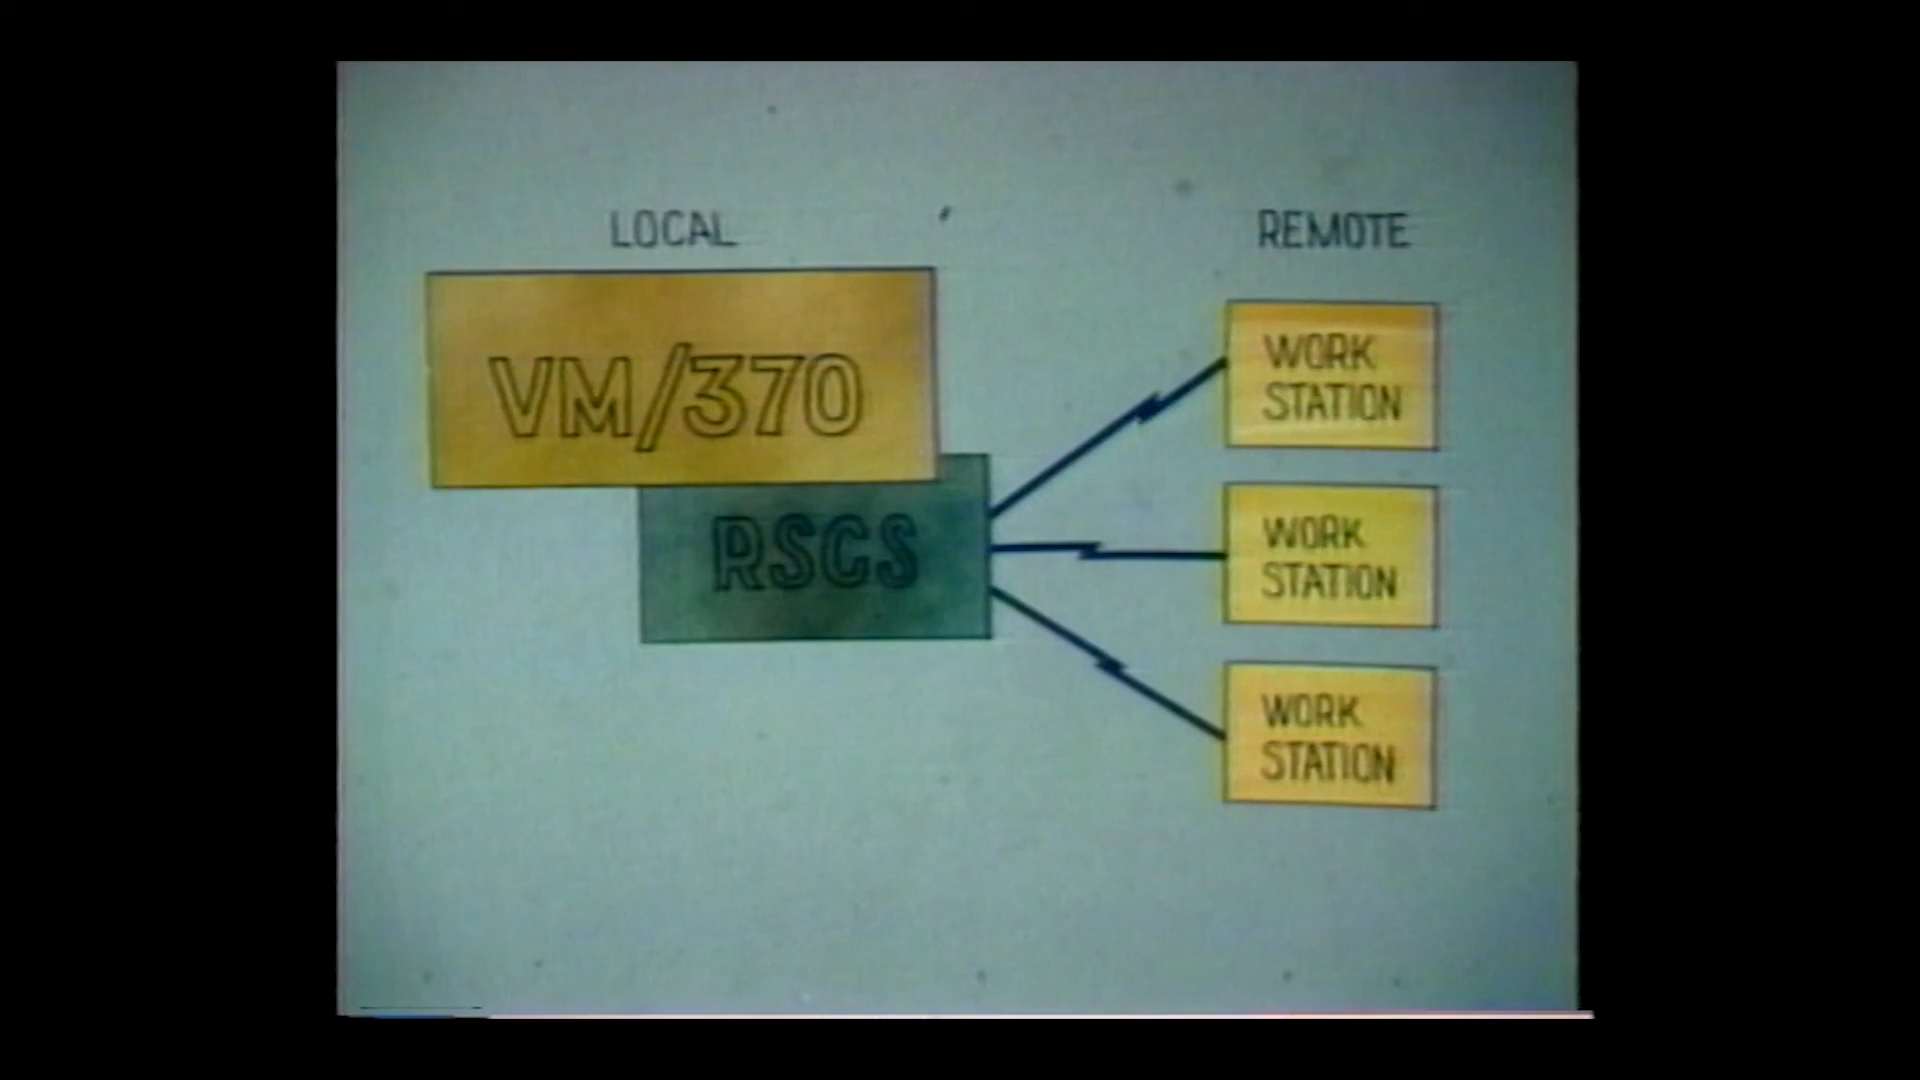 LOCAL
REMOTE
VM/370
RSCS
WORK
STATION
WORK
STATION
WORK
STATION